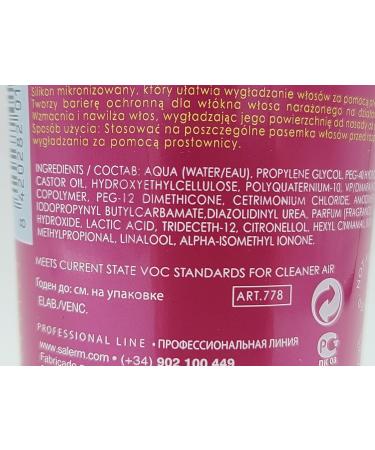 Silikon mikronizowany, który ułatwia wygładzanie włosów za pomocą
Tworzy barierę ochronną dla włókna włosa narażonego na
Wzmacnia i nawilża włos, wygładzając jego powierzchnię od nasady do
Sposób użycia: Stosować na poszczególne pasemka włosów przed
wygładzania za pomocą prostownicy.
INGREDIENTS / СОСТАВ: AQUA (WATER/EAU), PROPYLENE GLYCOL, PEG-40
CASTOR OIL, HYDROXYETHYLCELLULOSE, POLYQUATERNIUM-10,
COPOLYMER, PEG-12 DIMETHICONE, CETRIMONIUM CHLORIDE,
IODOPROPYNYL BUTYLCARBAMATE,DIAZOLIDINYL UREA, PARFUM
HYDROXIDE, LACTIC ACID, TRIDECETH-12, CITRONELLOL, HEXYL
METHYLPROPIONAL, LINALOOL, ALPHA-ISOMETHYL IONONE.
MEETS CURRENT STATE VOC STANDARDS FOR CLEANER AIR
Годен до: см. на упаковке
ELAB./VENC.
ART.778
PROFESSIONAL LINE • ПРОФЕССИОНАЛЬНАЯ ЛИНИЯ
www.salerm.com • (+34) 902 100 449